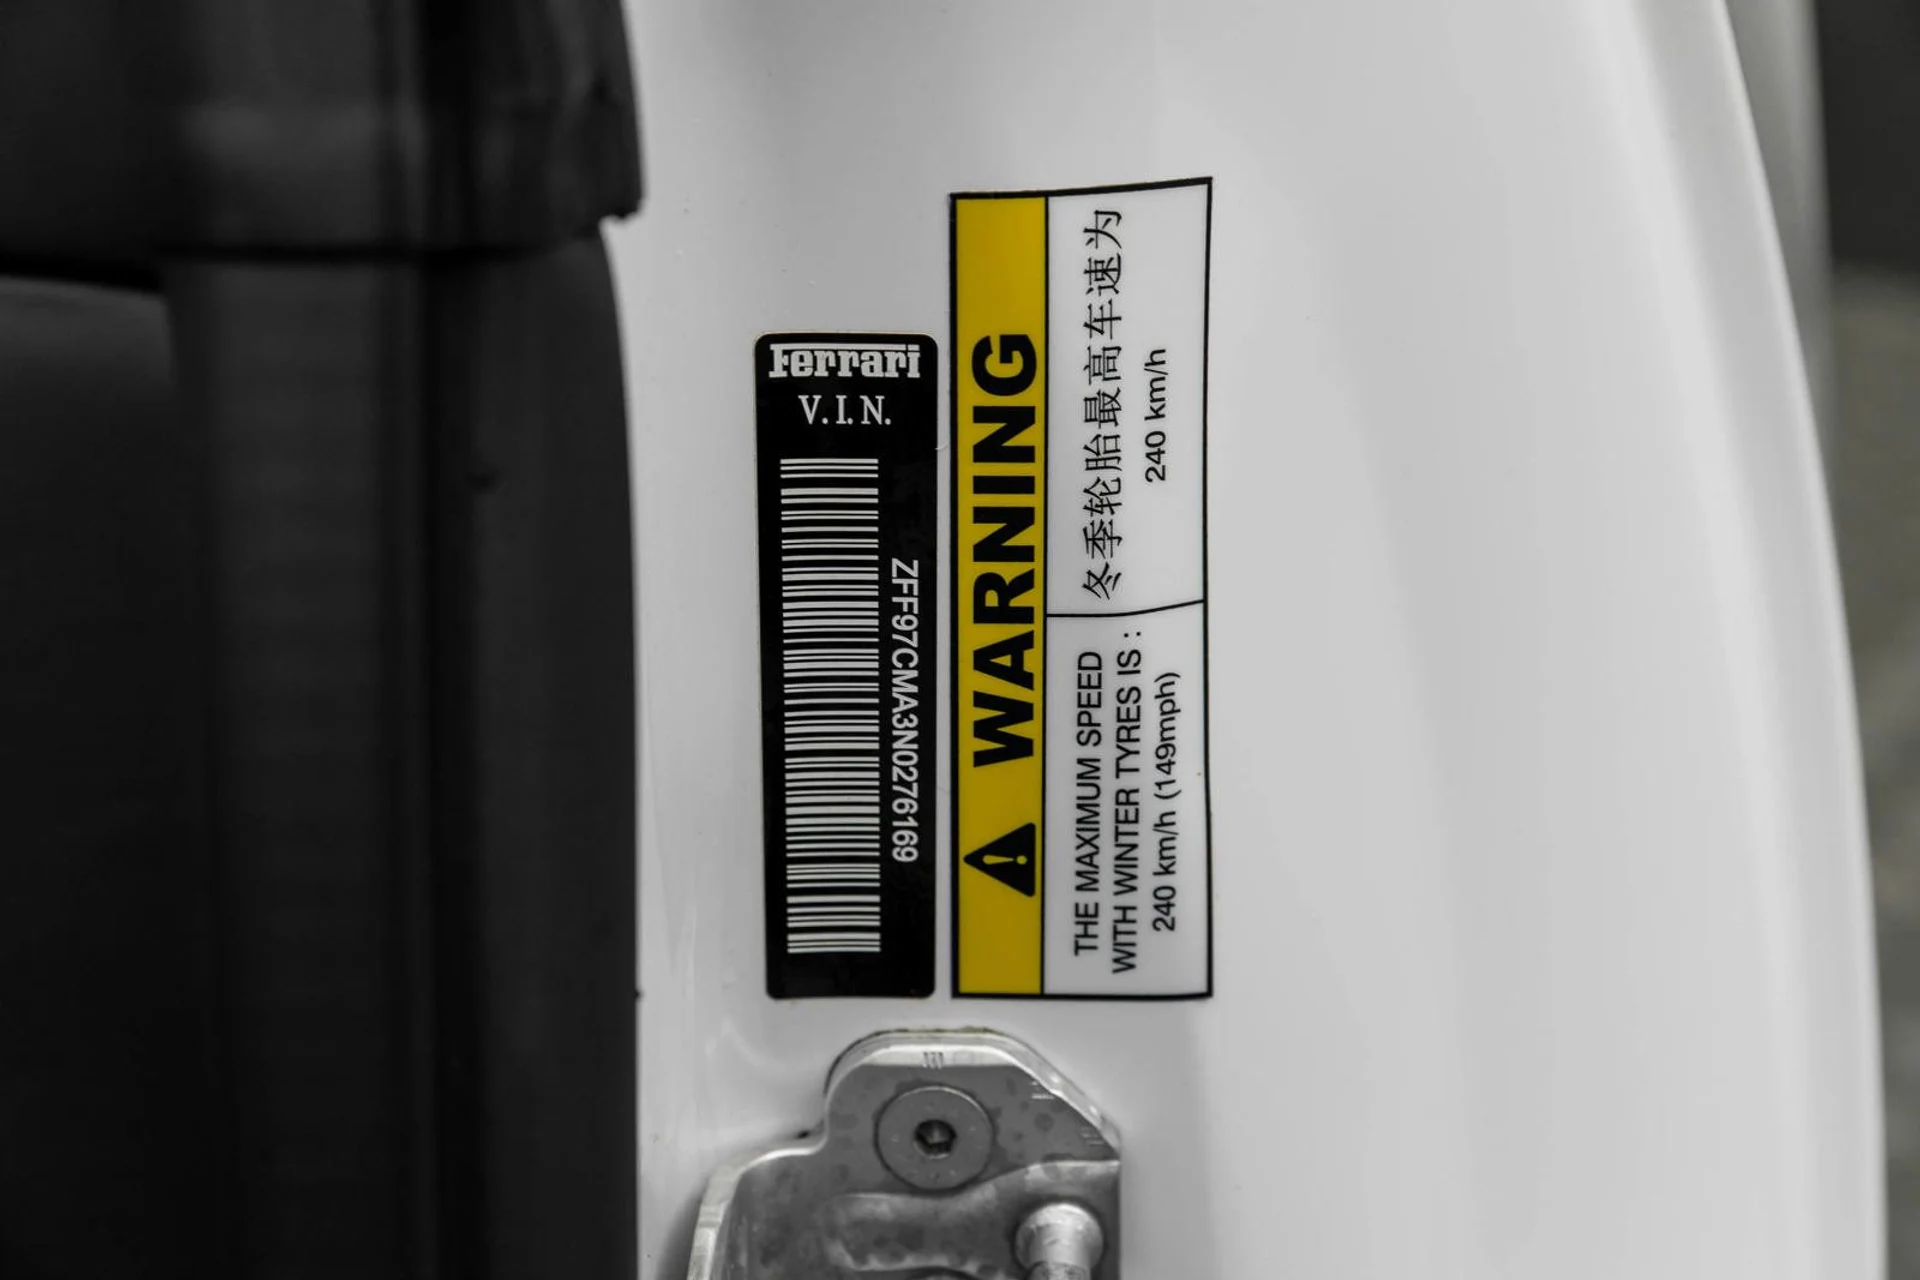 Ferrari
V.I.N.
ZFF97CMA3N0276169
WARNING
冬季轮胎最高车速为
240 km/h
THE MAXIMUM SPEED
WITH WINTER TYRES IS :
240 km/h (149mph)